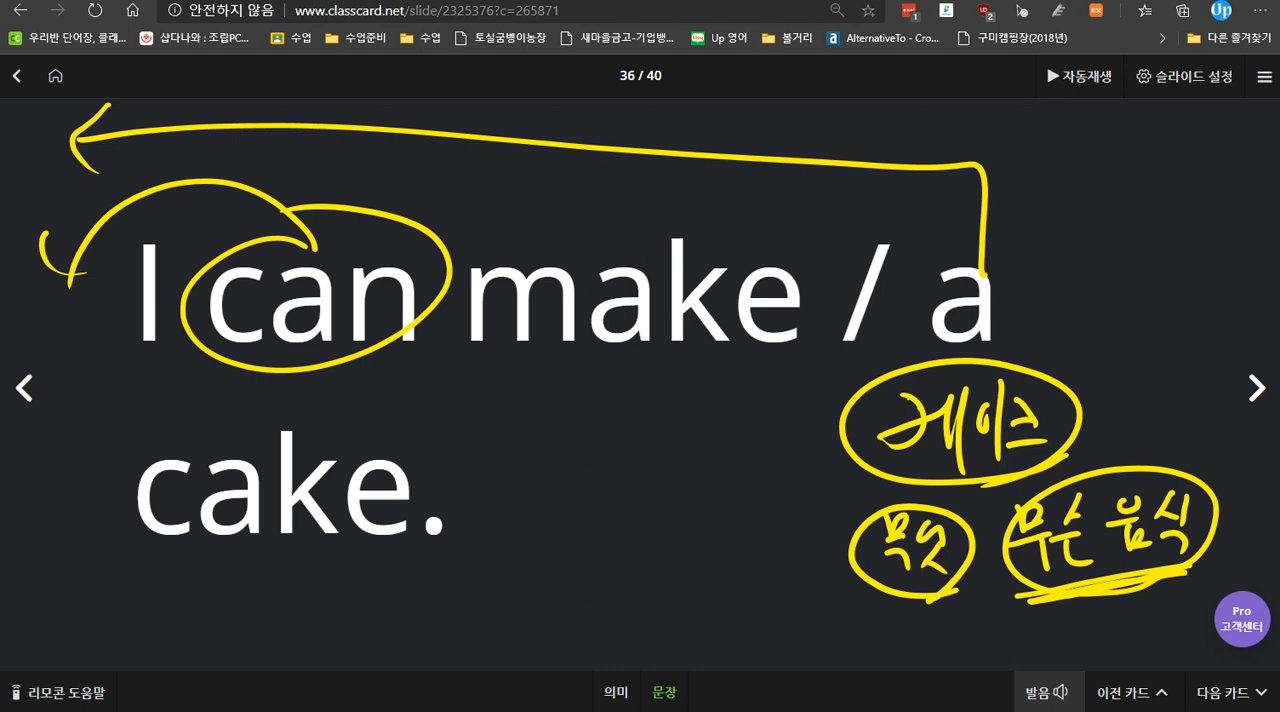 안전하지 않음 | www.classcard.net/slide/2325376?c=265871
우리반 단어장, 클래... 샵다나와 : 조립PC... 수업 수업준비 수업 토실금뱅이농장 새마을금고-기업뱅... Up 영어 볼거리 AlternativeTo - Cro... 구미캠핑장(2018년) 다른 즐겨찾기
36 / 40 자동재생 슬라이드 설정
I can make / a
케이크
cake.
무엇 무슨 음식
Pro
고객센터
리모콘 도움말 의미 문장 발음 이전 카드 다음 카드